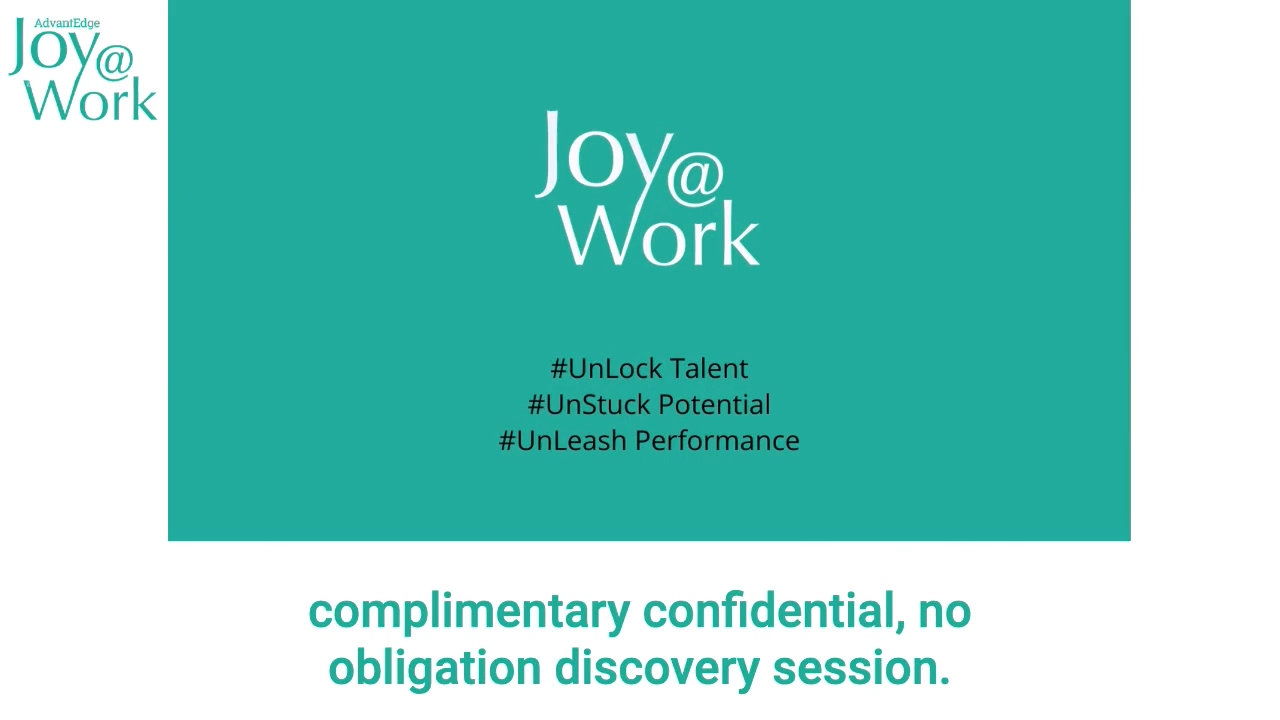 AdvantEdge
Joy@
Work
Joy@
Work
#UnLock Talent
#UnStuck Potential
#UnLeash Performance
complimentary confidential, no
obligation discovery session.